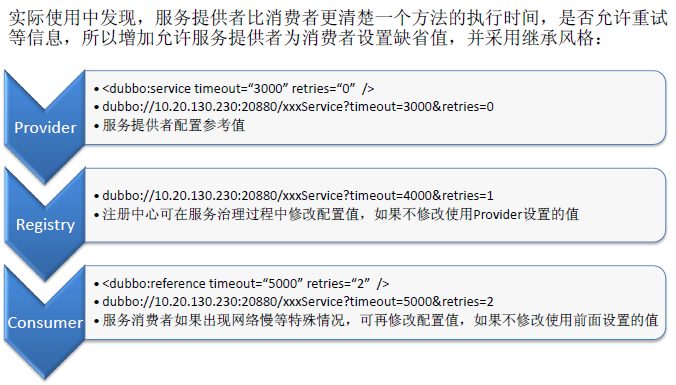 实际使用中发现，服务提供者比消费者更清楚一个方法的执行时间，是否允许重试
等信息，所以增加允许服务提供者为消费者设置缺省值，并采用继承风格：
Provider
• <dubbo:service timeout=“3000” retries=“0” />
• dubbo://10.20.130.230:20880/xxxService?timeout=3000&retries=0
• 服务提供者配置参考值
Registry
• dubbo://10.20.130.230:20880/xxxService?timeout=4000&retries=1
• 注册中心可在服务治理过程中修改配置值，如果不修改使用Provider设置的值
Consumer
• <dubbo:reference timeout=“5000” retries=“2” />
• dubbo://10.20.130.230:20880/xxxService?timeout=5000&retries=2
• 服务消费者如果出现网络慢等特殊情况，可再修改配置值，如果不修改使用前面设置的值